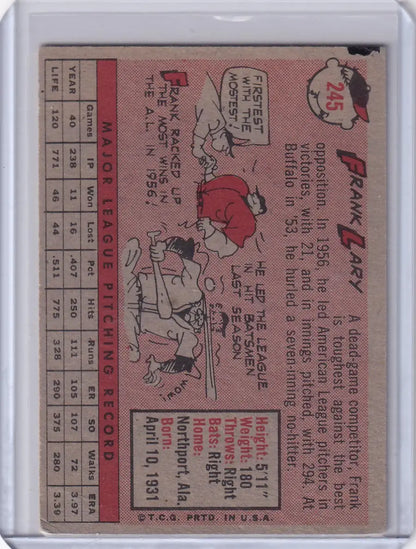 245
FRANK LARY
A dead-game competitor, Frank
is toughest against the best
opposition. In 1956, he led American League pitchers in
victories, with 21, and in innings pitched, with 294. At
Buffalo in '53, he hurled a seven-inning no-hitter.
FIRSTEST
WITH THE
MOSTEST!
FRANK RACKED UP
THE MOST WINS IN
THE A.L. IN 1956!
HE LED THE LEAGUE
IN HIT BATSMEN
LAST SEASON
WOW!
Height: 5'11"
Weight: 180
Throws: Right
Bats: Right
Home:
Northport, Ala.
Born:
April 10, 1931
©T.C.G. PRTD. IN U.S.A.
MAJOR LEAGUE PITCHING RECORD
Games IP Won Lost Pct Hits Runs ER SO Walks ERA
YEAR 40 238 11 16 .407 250 111 105 107 72 3.97
LIFE 120 771 46 44 .511 775 328 290 375 280 3.39